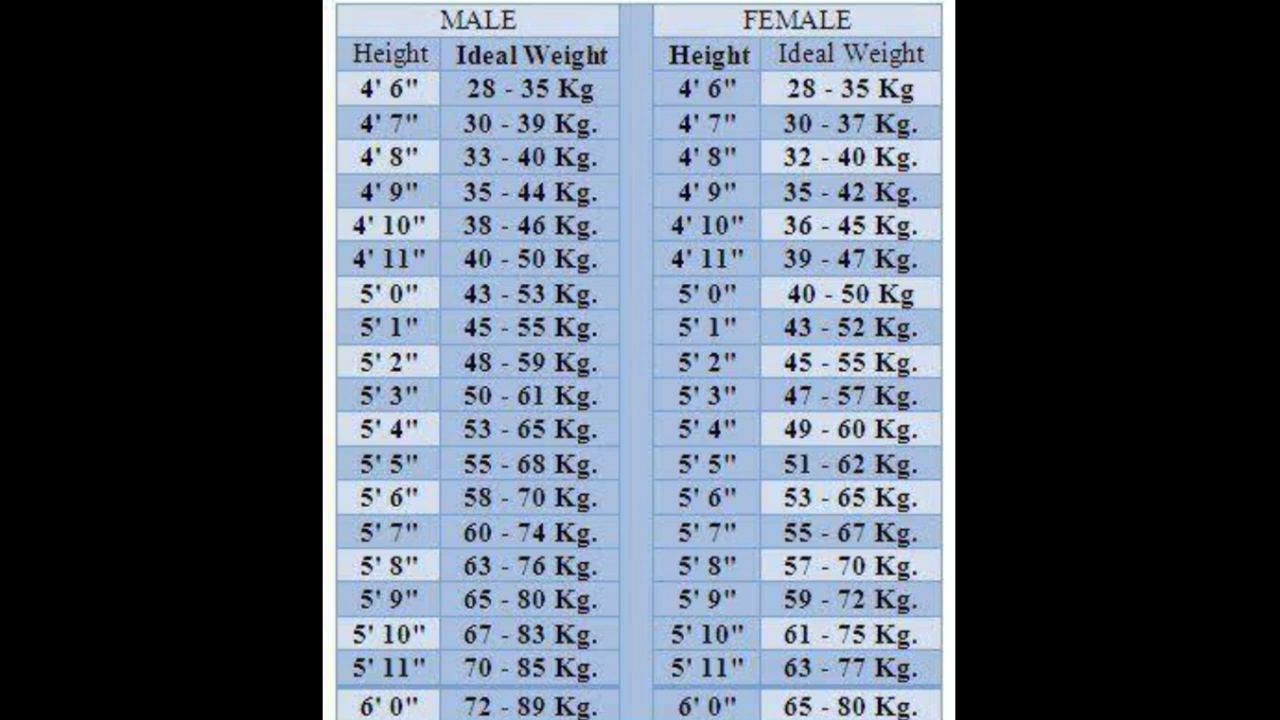 MALE FEMALE
Height Ideal Weight Height Ideal Weight
4' 6" 28 - 35 Kg 4' 6" 28 - 35 Kg
4' 7" 30 - 39 Kg. 4' 7" 30 - 37 Kg.
4' 8" 33 - 40 Kg. 4' 8" 32 - 40 Kg.
4' 9" 35 - 44 Kg. 4' 9" 35 - 42 Kg.
4' 10" 38 - 46 Kg. 4' 10" 36 - 45 Kg.
4' 11" 40 - 50 Kg. 4' 11" 39 - 47 Kg.
5' 0" 43 - 53 Kg. 5' 0" 40 - 50 Kg
5' 1" 45 - 55 Kg. 5' 1" 43 - 52 Kg.
5' 2" 48 - 59 Kg. 5' 2" 45 - 55 Kg.
5' 3" 50 - 61 Kg. 5' 3" 47 - 57 Kg.
5' 4" 53 - 65 Kg. 5' 4" 49 - 60 Kg.
5' 5" 55 - 68 Kg. 5' 5" 51 - 62 Kg.
5' 6" 58 - 70 Kg. 5' 6" 53 - 65 Kg.
5' 7" 60 - 74 Kg. 5' 7" 55 - 67 Kg.
5' 8" 63 - 76 Kg. 5' 8" 57 - 70 Kg.
5' 9" 65 - 80 Kg. 5' 9" 59 - 72 Kg.
5' 10" 67 - 83 Kg. 5' 10" 61 - 75 Kg.
5' 11" 70 - 85 Kg. 5' 11" 63 - 77 Kg.
6' 0" 72 - 89 Kg. 6' 0" 65 - 80 Kg.